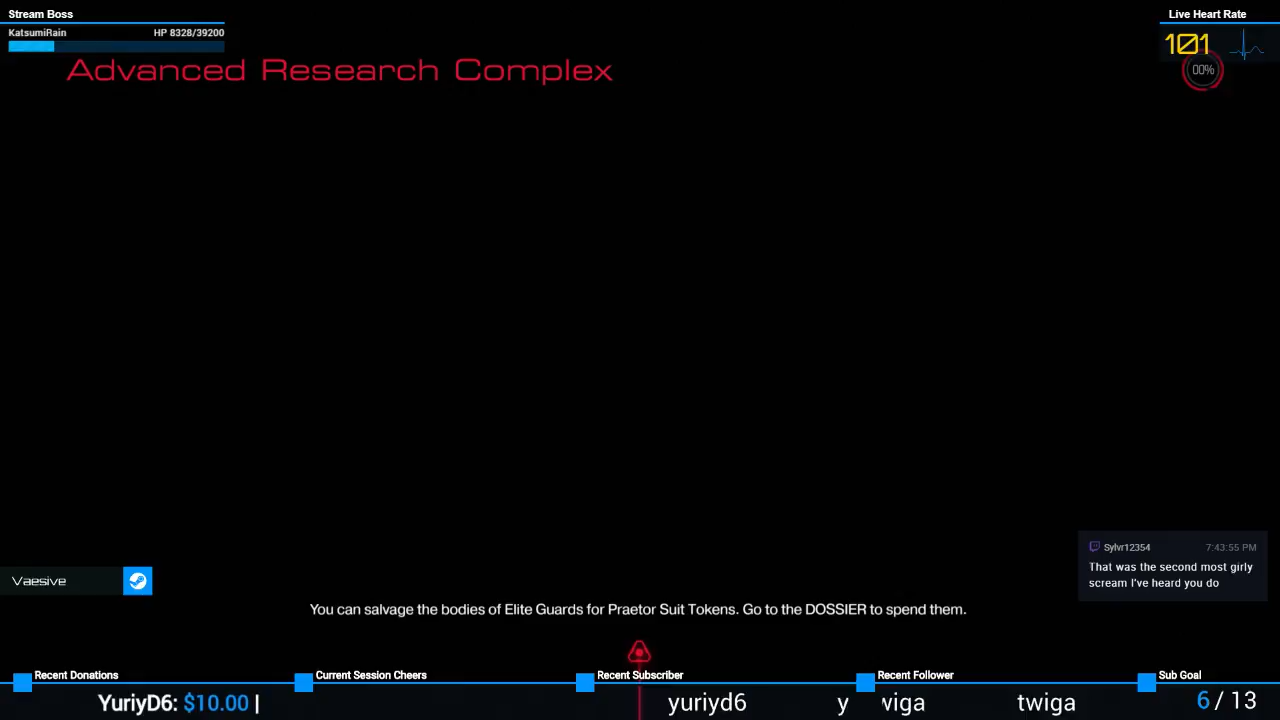 Stream Boss
KatsumiRain HP 8328/39200
Live Heart Rate
101
00%
Advanced Research Complex
Sylvr12354 7:43:55 PM
That was the second most girly
scream I've heard you do
Vaesive
You can salvage the bodies of Elite Guards for Praetor Suit Tokens. Go to the DOSSIER to spend them.
Recent Donations
YuriyD6: $10.00 |
Current Session Cheers
Recent Subscriber
yuriyd6 y
Recent Follower
wiga twiga
Sub Goal
6 / 13